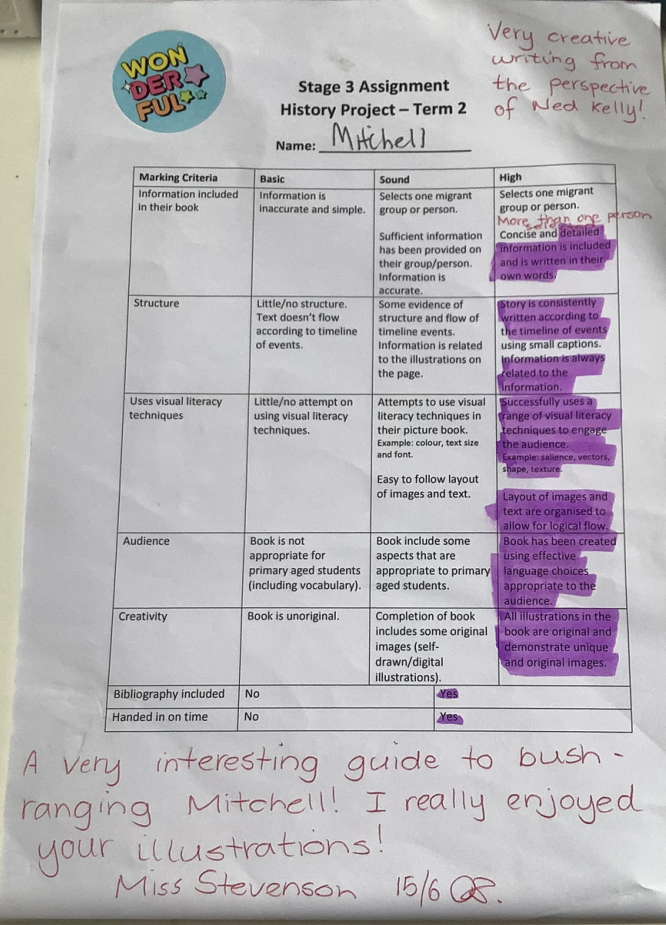 WON
DER
FUL
Very creative
writing from
the perspective
of Ned Kelly!
Stage 3 Assignment
History Project – Term 2
Name: Mitchell
Marking Criteria Basic Sound High
Information included
in their book
Information is
inaccurate and simple.
Selects one migrant
group or person.
Sufficient information
has been provided on
their group/person.
Information is
accurate.
Selects one migrant
group or person.
More than one person
Concise and detailed
information is included
and is written in their
own words.
Structure
Little/no structure.
Text doesn't flow
according to timeline
of events.
Some evidence of
structure and flow of
timeline events.
Information is related
to the illustrations on
the page.
Story is consistently
written according to
the timeline of events
using small captions.
Information is always
related to the
information.
Uses visual literacy
techniques
Little/no attempt on
using visual literacy
techniques.
Attempts to use visual
literacy techniques in
their picture book.
Example: colour, text size
and font.
Easy to follow layout
of images and text.
Successfully uses a
range of visual literacy
techniques to engage
the audience.
Example: salience, vectors,
shape, texture.
Layout of images and
text are organised to
allow for logical flow.
Audience
Book is not
appropriate for
primary aged students
(including vocabulary).
Book include some
aspects that are
appropriate to primary
aged students.
Book has been created
using effective
language choices
appropriate to the
audience.
Creativity
Book is unoriginal.
Completion of book
includes some original
images (self-
drawn/digital
illustrations).
All illustrations in the
book are original and
demonstrate unique
and original images.
Bibliography included No Yes
Handed in on time No Yes
A very interesting guide to bush-
ranging Mitchell! I really enjoyed
your illustrations!
Miss Stevenson 15/6